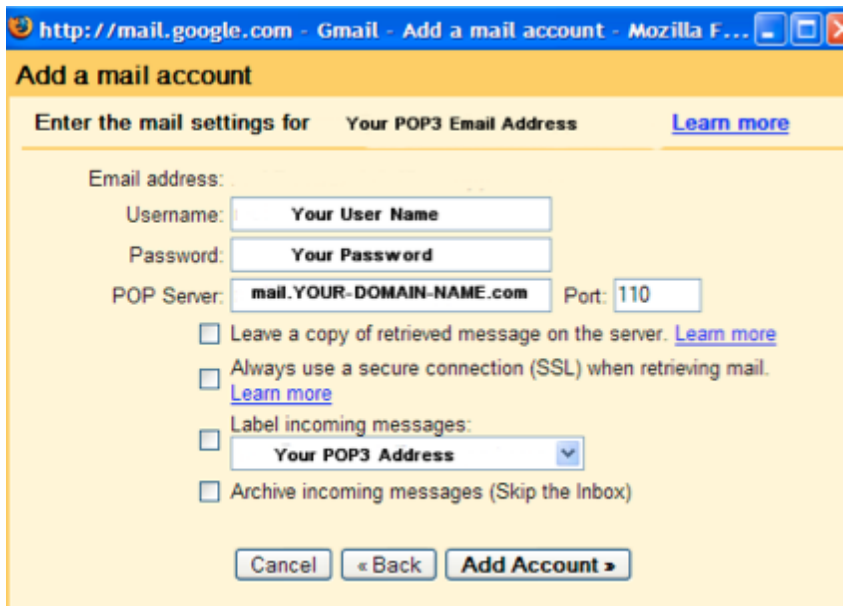 http://mail.google.com - Gmail - Add a mail account - Mozilla F...
Add a mail account
Enter the mail settings for Your POP3 Email Address Learn more
Email address:
Username: Your User Name
Password: Your Password
POP Server: mail.YOUR-DOMAIN-NAME.com Port: 110
Leave a copy of retrieved message on the server. Learn more
Always use a secure connection (SSL) when retrieving mail.
Learn more
Label incoming messages:
Your POP3 Address
Archive incoming messages (Skip the Inbox)
Cancel « Back Add Account »